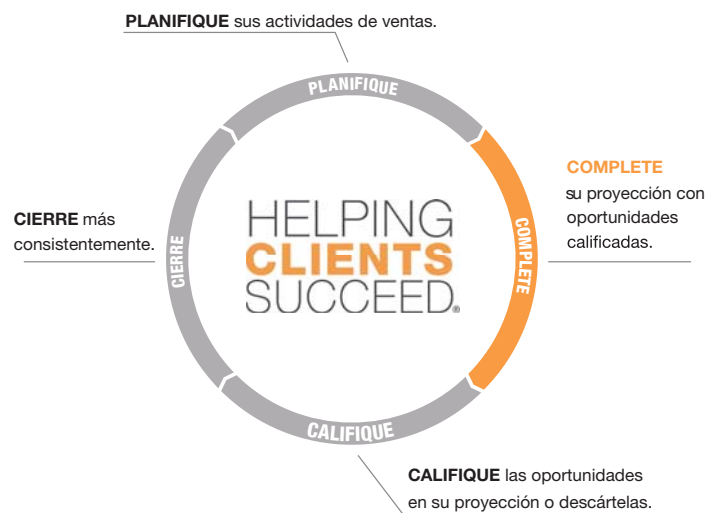 PLANIFIQUE sus actividades de ventas.
PLANIFIQUE
COMPLETE
su proyección con
oportunidades
calificadas.
COMPLETE
CIERRE más
consistentemente.
CIERRE
HELPING
CLIENTS
SUCCEED®
CALIFIQUE
CALIFIQUE las oportunidades
en su proyección o descártelas.